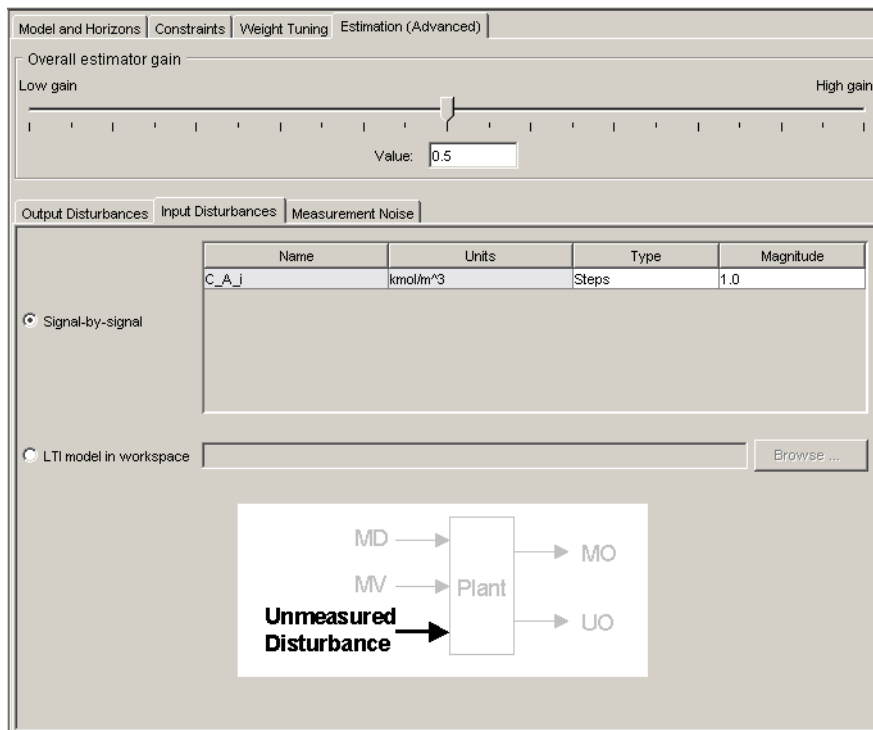 Model and Horizons Constraints Weight Tuning Estimation (Advanced)
Overall estimator gain
Low gain High gain
Value: 0.5
Output Disturbances Input Disturbances Measurement Noise
Name Units Type Magnitude
C_A_i kmol/m^3 Steps 1.0
Signal-by-signal
LTI model in workspace Browse ...
MD
MO
MV
Plant
Unmeasured
UO
Disturbance